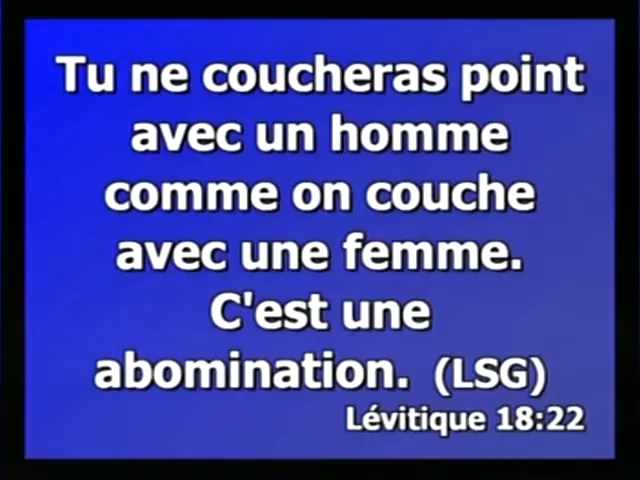 Tu ne coucheras point
avec un homme
comme on couche
avec une femme.
C'est une
abomination. (LSG)
Lévitique 18:22